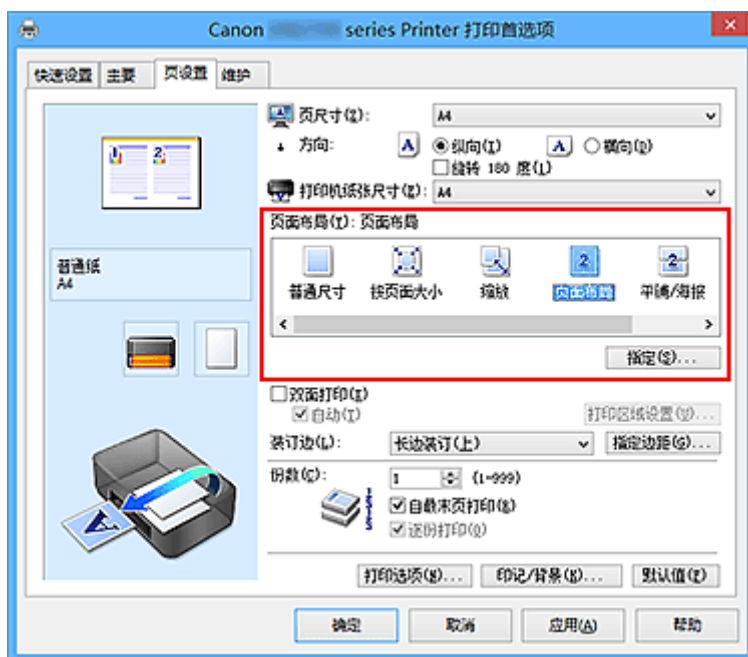 Canon series Printer 打印首选项
快速设置 主要 页设置 维护
页尺寸(Z): A4
方向: A 纵向(I) A 横向(D)
旋转 180 度(L)
打印机纸张尺寸(E): A4
页面布局(T): 页面布局
普通尺寸 按页面大小 缩放 页面布局 平铺/海报
指定(S)...
普通纸
A4
双面打印(X)
自动(T) 打印区域设置(U)...
装订边(L): 长边装订(上) 指定边距(G)...
份数(C): 1 (1-999)
自最末页打印(R)
逐份打印(O)
打印选项(N)... 印记/背景(K)... 默认值(F)
确定 取消 应用(A) 帮助